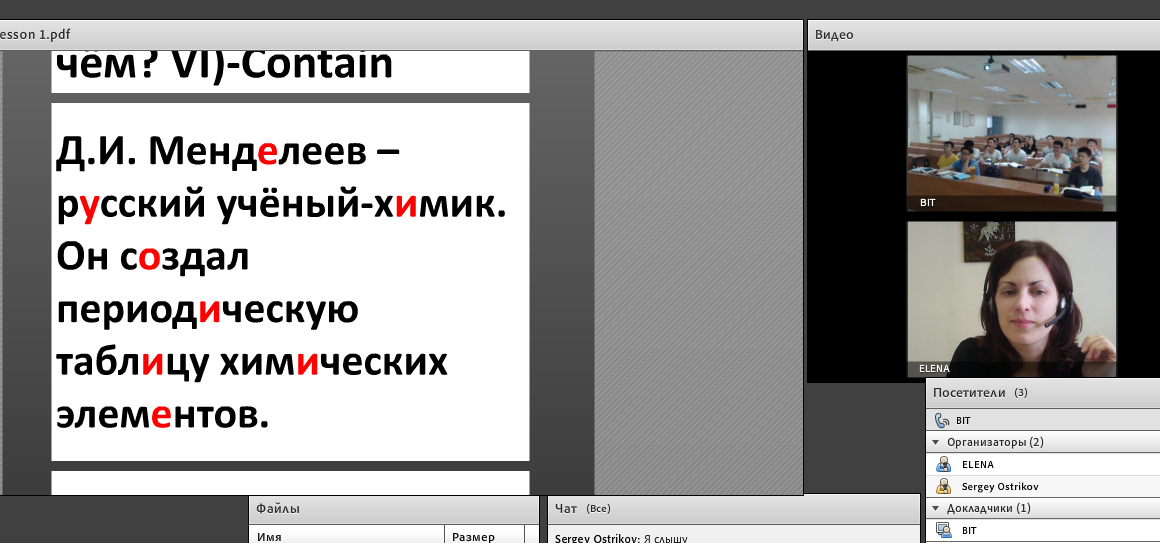 esson 1.pdf
чём? VI)-Contain
Д.И. Менделеев –
русский учёный-химик.
Он создал
периодическую
таблицу химических
элементов.
Видео
BIT
ELENA
Посетители (3)
BIT
Организаторы (2)
ELENA
Sergey Ostrikov
Докладчики (1)
BIT
Файлы
Имя Размер
Чат (Все)
Sergey Ostrikov: Я слышу